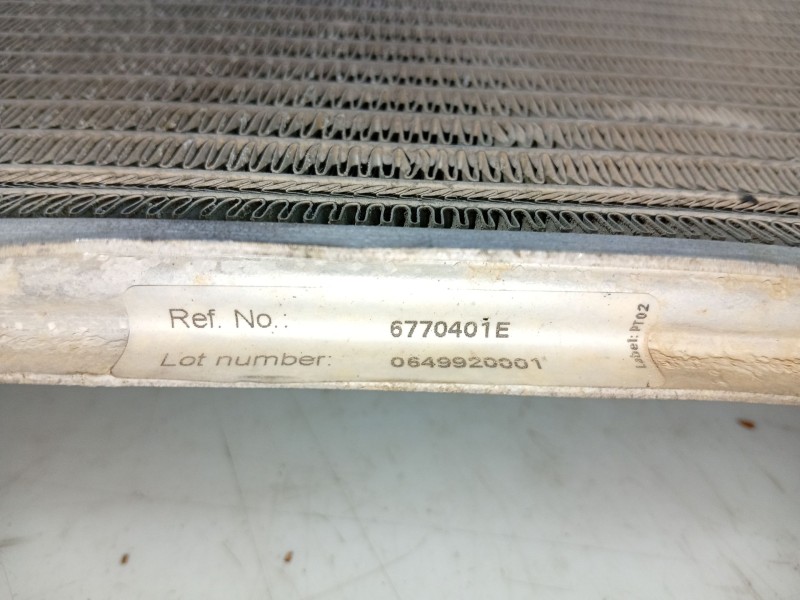 Ref. No.: 6770401E
Lot number: 0649920001
Label: PT02